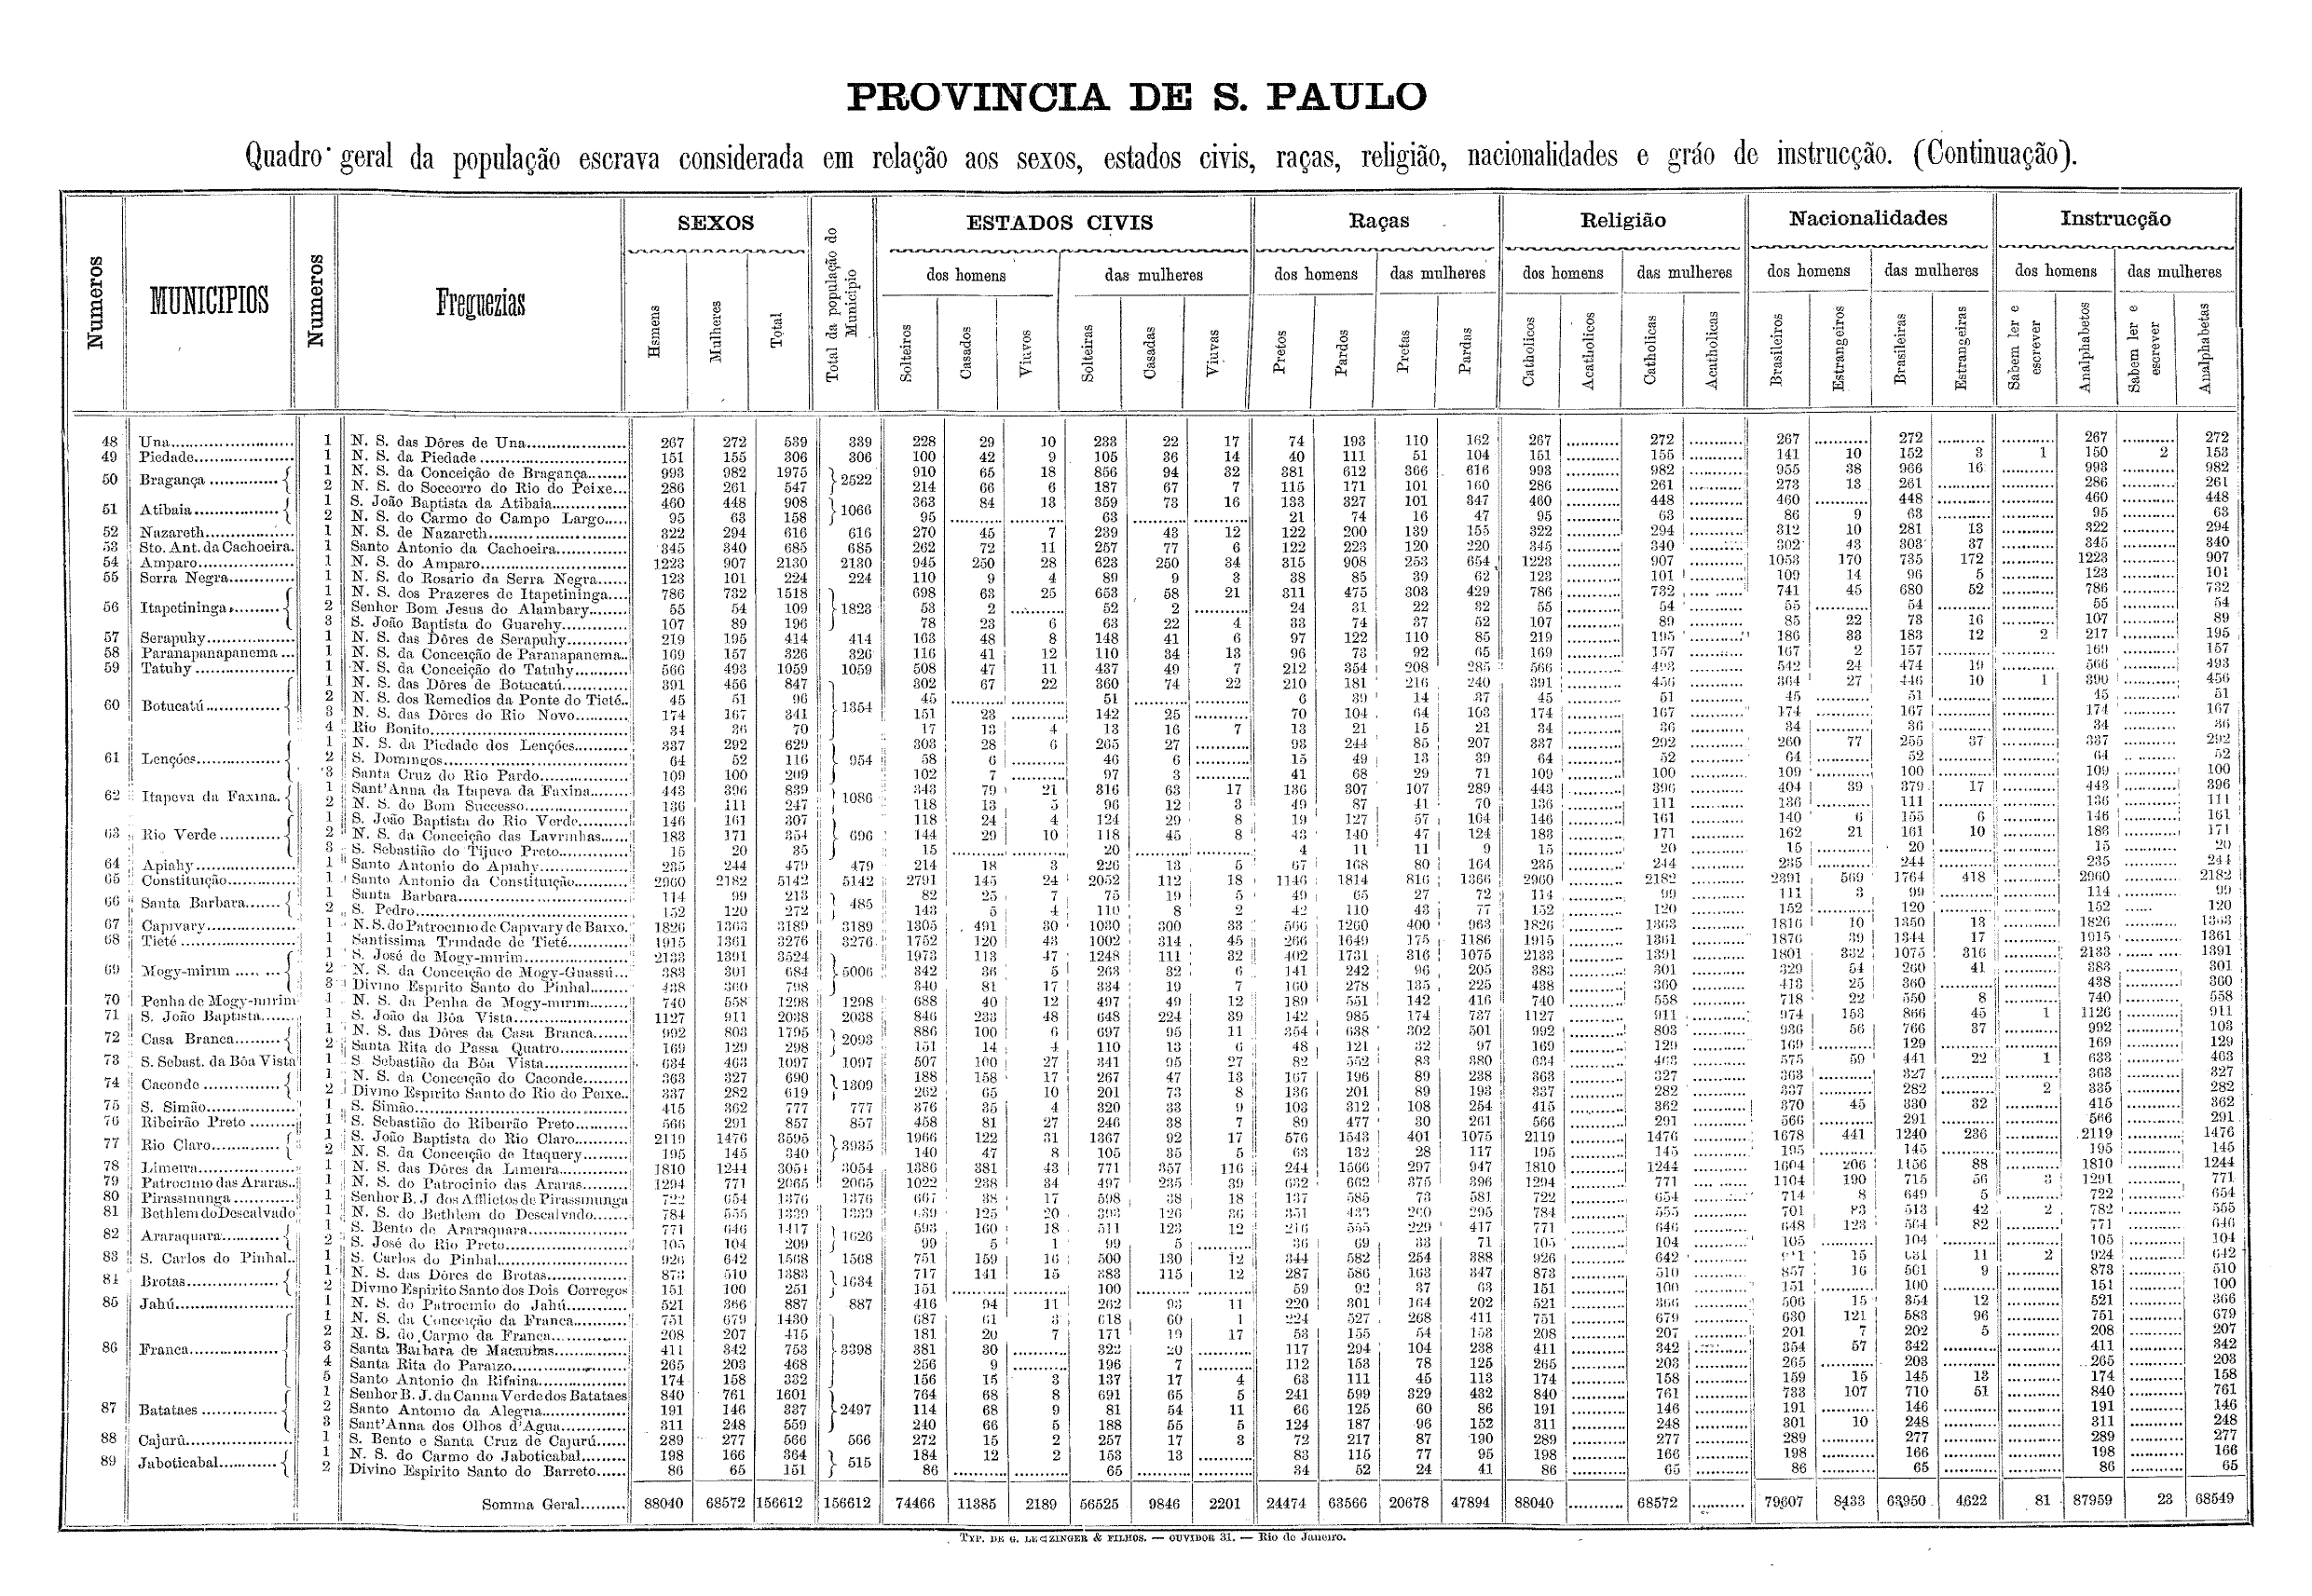 PROVINCIA DE S. PAULO
Quadro geral da população escrava considerada em relação aos sexos, estados civis, raças, religião, nacionalidades e gráo de instrucção. (Continuação).
Numeros MUNICIPIOS Numeros Freguezias SEXOS Total da população do Municipio ESTADOS CIVIS Raças Religião Nacionalidades Instrucção
dos homens das mulheres dos homens das mulheres dos homens das mulheres dos homens das mulheres dos homens das mulheres
Hsmens Mulheres Total Solteiros Casados Viuvos Solteiras Casadas Viuvas Pretos Pardos Pretas Pardas Catholicos Acatholicos Catholicas Acatholicas Brasileiros Estrangeiros Brasileiras Estrangeiras Sabem ler e escrever Analphabetos Sabem ler e escrever Analphabetas
48 Una 1 N. S. das Dôres de Una 267 272 539 339 228 29 10 233 22 17 74 193 110 162 267 272 267 272 267 272
49 Piedade 1 N. S. da Piedade 151 155 306 306 100 42 9 105 36 14 40 111 51 104 151 155 141 10 152 3 1 150 2 153
50 Bragança 1 N. S. da Conceição de Bragança 993 982 1975 2522 910 65 18 856 94 32 381 612 366 616 993 982 955 38 966 16 993 982
2 N. S. do Soccorro do Rio do Peixe 286 261 547 214 66 6 187 67 7 115 171 101 160 286 261 273 13 261 286 261
51 Atibaia 1 S. João Baptista da Atibaia 460 448 908 1066 363 84 13 359 73 16 133 327 101 347 460 448 460 448 460 448
2 N. S. do Carmo do Campo Largo 95 63 158 95 63 21 74 16 47 95 63 86 9 63 95 63
52 Nazareth 1 N. S. de Nazareth 322 294 616 616 270 45 7 239 43 12 122 200 139 155 322 294 312 10 281 13 322 294
53 Sto. Ant. da Cachoeira. 1 Santo Antonio da Cachoeira 345 340 685 685 262 72 11 257 77 6 122 223 120 220 345 340 302 43 303 37 345 340
54 Amparo 1 N. S. do Amparo 1223 907 2130 2130 945 250 28 623 250 34 315 908 253 654 1223 907 1053 170 735 172 1223 907
55 Serra Negra 1 N. S. do Rosario da Serra Negra 123 101 224 224 110 9 4 89 9 3 38 85 39 62 123 101 109 14 96 5 123 101
56 Itapetininga 1 N. S. dos Prazeres de Itapetininga 786 732 1518 1823 698 63 25 653 58 21 311 475 303 429 786 732 741 45 680 52 786 732
2 Senhor Bom Jesus do Alambary 55 54 109 53 2 52 2 24 31 22 32 55 54 55 54 55 54
3 S. João Baptista do Guarehy 107 89 196 78 23 6 63 22 4 33 74 37 52 107 89 85 22 73 16 107 89
57 Serapuhy 1 N. S. das Dôres de Serapuhy 219 195 414 414 163 48 8 148 41 6 97 122 110 85 219 195 186 33 183 12 2 217 195
58 Paranapanapanema 1 N. S. da Conceição de Paranapanema 169 157 326 326 116 41 12 110 34 13 96 73 92 65 169 157 167 2 157 169 157
59 Tatuhy 1 N. S. da Conceição do Tatuhy 566 493 1059 1059 508 47 11 437 49 7 212 354 208 285 566 493 542 24 474 19 566 493
60 Botucatú 1 N. S. das Dôres de Botucatú 391 456 847 1354 302 67 22 360 74 22 210 181 216 240 391 456 364 27 446 10 1 390 456
2 N. S. dos Remedios da Ponte do Tieté 45 51 96 45 51 6 39 14 37 45 51 45 51 45 51
3 N. S. das Dôres do Rio Novo 174 167 341 151 23 142 25 70 104 64 103 174 167 174 167 174 167
4 Rio Bonito 34 36 70 17 13 4 13 16 7 13 21 15 21 34 36 34 36 34 36
61 Lençóes 1 N. S. da Piedade dos Lençóes 337 292 629 954 303 28 6 265 27 93 244 85 207 337 292 260 77 255 37 337 292
2 S. Domingos 64 52 116 58 6 46 6 15 49 13 39 64 52 64 52 64 52
3 Santa Cruz do Rio Pardo 109 100 209 102 7 97 3 41 68 29 71 109 100 109 100 109 100
62 Itapeva da Faxina. 1 Sant'Anna da Itapeva da Faxina 443 396 839 1086 343 79 21 316 63 17 136 307 107 289 443 396 404 39 379 17 443 396
2 N. S. do Bom Successo 136 111 247 118 13 5 96 12 3 49 87 41 70 136 111 136 111 136 111
63 Rio Verde 1 S. João Baptista do Rio Verde 146 161 307 696 118 24 4 124 29 8 19 127 57 104 146 161 140 6 155 6 146 161
2 N. S. da Conceição das Lavrinhas 183 171 354 144 29 10 118 45 8 43 140 47 124 183 171 162 21 161 10 183 171
3 S. Sebastião do Tijuco Preto 15 20 35 15 20 4 11 11 9 15 20 15 20 15 20
64 Apiahy 1 Santo Antonio do Apiahy 235 244 479 479 214 18 3 226 13 5 67 168 80 164 235 244 235 244 235 244
65 Constituição 1 Santo Antonio da Constituição 2960 2182 5142 5142 2791 145 24 2052 112 18 1146 1814 816 1366 2960 2182 2391 569 1764 418 2960 2182
66 Santa Barbara 1 Santa Barbara 114 99 213 485 82 25 7 75 19 5 49 65 27 72 114 99 111 3 99 114 99
2 S. Pedro 152 120 272 143 5 4 110 8 2 42 110 43 77 152 120 152 120 152 120
67 Capivary 1 N. S. do Patrocinio de Capivary de Baixo. 1826 1363 3189 3189 1305 491 30 1030 300 33 566 1260 400 963 1826 1363 1816 10 1350 13 1826 1363
68 Tieté 1 Santissima Trindade de Tieté 1915 1361 3276 3276 1752 120 43 1002 314 45 266 1649 175 1186 1915 1361 1876 39 1344 17 1915 1361
69 Mogy-mirim 1 S. José de Mogy-mirim 2133 1391 3524 5006 1973 113 47 1248 111 32 402 1731 316 1075 2133 1391 1801 332 1075 316 2133 1391
2 N. S. da Conceição de Mogy-Guassú 383 301 684 342 36 5 263 32 6 141 242 96 205 383 301 329 54 260 41 383 301
3 Divino Espirito Santo do Pinhal 438 360 798 340 81 17 334 19 7 160 278 135 225 438 360 413 25 360 438 360
70 Penha de Mogy-mirim 1 N. S. da Penha de Mogy-mirim 740 558 1298 1298 688 40 12 497 49 12 189 551 142 416 740 558 718 22 550 8 740 558
71 S. João Baptista 1 S. João da Bôa Vista 1127 911 2038 2038 846 233 48 648 224 39 142 985 174 737 1127 911 974 153 866 45 1 1126 911
72 Casa Branca 1 N. S. das Dôres da Casa Branca 992 803 1795 2093 886 100 6 697 95 11 354 638 302 501 992 803 936 56 766 37 992 103
2 Santa Rita do Passa Quatro 169 129 298 151 14 4 110 13 6 48 121 32 97 169 129 169 129 169 129
73 S. Sebast. da Bôa Vista 1 S Sebastião da Bôa Vista 634 463 1097 1097 507 100 27 341 95 27 82 552 83 380 634 463 575 59 441 22 1 633 463
74 Caconde 1 N. S. da Conceição do Caconde 363 327 690 1309 188 158 17 267 47 13 167 196 89 238 363 327 363 327 363 327
2 Divino Espirito Santo do Rio do Peixe 337 282 619 262 65 10 201 73 8 136 201 89 193 337 282 337 282 2 335 282
75 S. Simão 1 S. Simão 415 362 777 777 376 35 4 320 33 9 103 312 108 254 415 362 370 45 330 32 415 362
76 Ribeirão Preto 1 S. Sebastião do Ribeirão Preto 566 291 857 857 458 81 27 246 38 7 89 477 30 261 566 291 566 291 566 291
77 Rio Claro 1 S. João Baptista do Rio Claro 2119 1476 3595 3935 1966 122 31 1367 92 17 576 1543 401 1075 2119 1476 1678 441 1240 236 2119 1476
2 N. S. da Conceição de Itaquery 195 145 340 140 47 8 105 35 5 63 132 28 117 195 145 195 145 195 145
78 Limeira 1 N. S. das Dôres da Limeira 1810 1244 3054 3054 1386 381 43 771 357 116 244 1566 297 947 1810 1244 1604 206 1156 88 1810 1244
79 Patrocinio das Araras 1 N. S. do Patrocinio das Araras 1294 771 2065 2065 1022 238 34 497 235 39 632 662 375 396 1294 771 1104 190 715 56 3 1291 771
80 Pirassinunga 1 Senhor B. J dos Afflictos de Pirassinunga 722 654 1376 1376 667 38 17 598 38 18 137 585 73 581 722 654 714 8 649 5 722 654
81 Bethlem do Descalvado 1 N. S. do Bethlem do Descalvado 784 555 1339 1339 639 125 20 393 126 36 351 433 260 295 784 555 701 83 513 42 2 782 555
82 Araraquara 1 S. Bento de Araraquara 771 646 1417 1626 593 160 18 511 123 12 216 555 229 417 771 646 648 123 564 82 771 646
2 S. José do Rio Preto 105 104 209 99 5 1 99 5 36 69 33 71 105 104 105 104 105 104
83 S. Carlos do Pinhal 1 S. Carlos do Pinhal 926 642 1568 1568 751 159 16 500 130 12 344 582 254 388 926 642 15 631 11 2 924 642
84 Brotas 1 N. S. das Dôres de Brotas 873 510 1383 1634 717 141 15 383 115 12 287 586 163 347 873 510 857 16 501 9 873 510
2 Divino Espirito Santo dos Dois Corregos 151 100 251 151 100 59 92 37 63 151 100 151 100 151 100
85 Jahú 1 N. S. do Patrocinio do Jahú 521 366 887 887 416 94 11 262 93 11 220 301 164 202 521 366 506 15 354 12 521 366
86 Franca 1 N. S. da Conceição da Franca 751 679 1430 3398 687 61 3 618 60 1 224 527 268 411 751 679 630 121 583 96 751 679
2 N. S. do Carmo da Franca 208 207 415 181 20 7 171 19 17 53 155 54 153 208 207 201 7 202 5 208 207
3 Santa Barbara de Macaubas 411 342 753 381 30 322 20 117 294 104 238 411 342 354 57 342 411 342
4 Santa Rita do Paraizo 265 203 468 256 9 196 7 112 153 78 125 265 203 265 203 265 203
5 Santo Antonio da Rifaina 174 158 332 156 15 3 137 17 4 63 111 45 113 174 158 159 15 145 13 174 158
87 Batataes 1 Senhor B. J. da Canna Verde dos Batataes 840 761 1601 2497 764 68 8 691 65 5 241 599 329 432 840 761 733 107 710 51 840 761
2 Santo Antonio da Alegria 191 146 337 114 68 9 81 54 11 66 125 60 86 191 146 191 146 191 146
3 Sant'Anna dos Olhos d'Agua 311 248 559 240 66 5 188 55 5 124 187 96 152 311 248 301 10 248 311 248
88 Cajurú 1 S. Bento e Santa Cruz de Cajurú 289 277 566 566 272 15 2 257 17 3 72 217 87 190 289 277 289 277 289 277
89 Jaboticabal 1 N. S. do Carmo do Jaboticabal 198 166 364 515 184 12 2 153 13 83 115 77 95 198 166 198 166 198 166
2 Divino Espirito Santo do Barreto 86 65 151 86 65 34 52 24 41 86 65 86 65 86 65
Somma Geral 88040 68572 156612 156612 74466 11385 2189 56525 9846 2201 24474 63566 20678 47894 88040 68572 79607 8433 63950 4622 81 87959 23 68549
TYP. DE G. LEUZINGER & FILHOS. — OUVIDOR 31. — Rio de Janeiro.